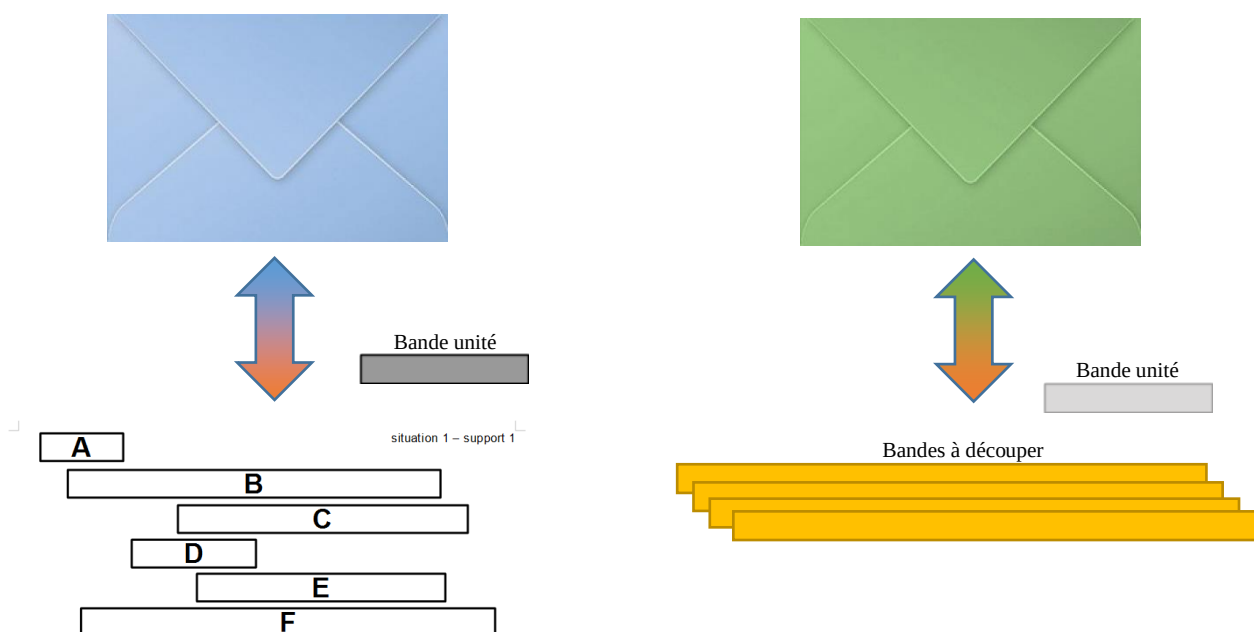 Bande unité
situation 1 – support 1
A
B
C
D
E
F
Bande unité
Bandes à découper